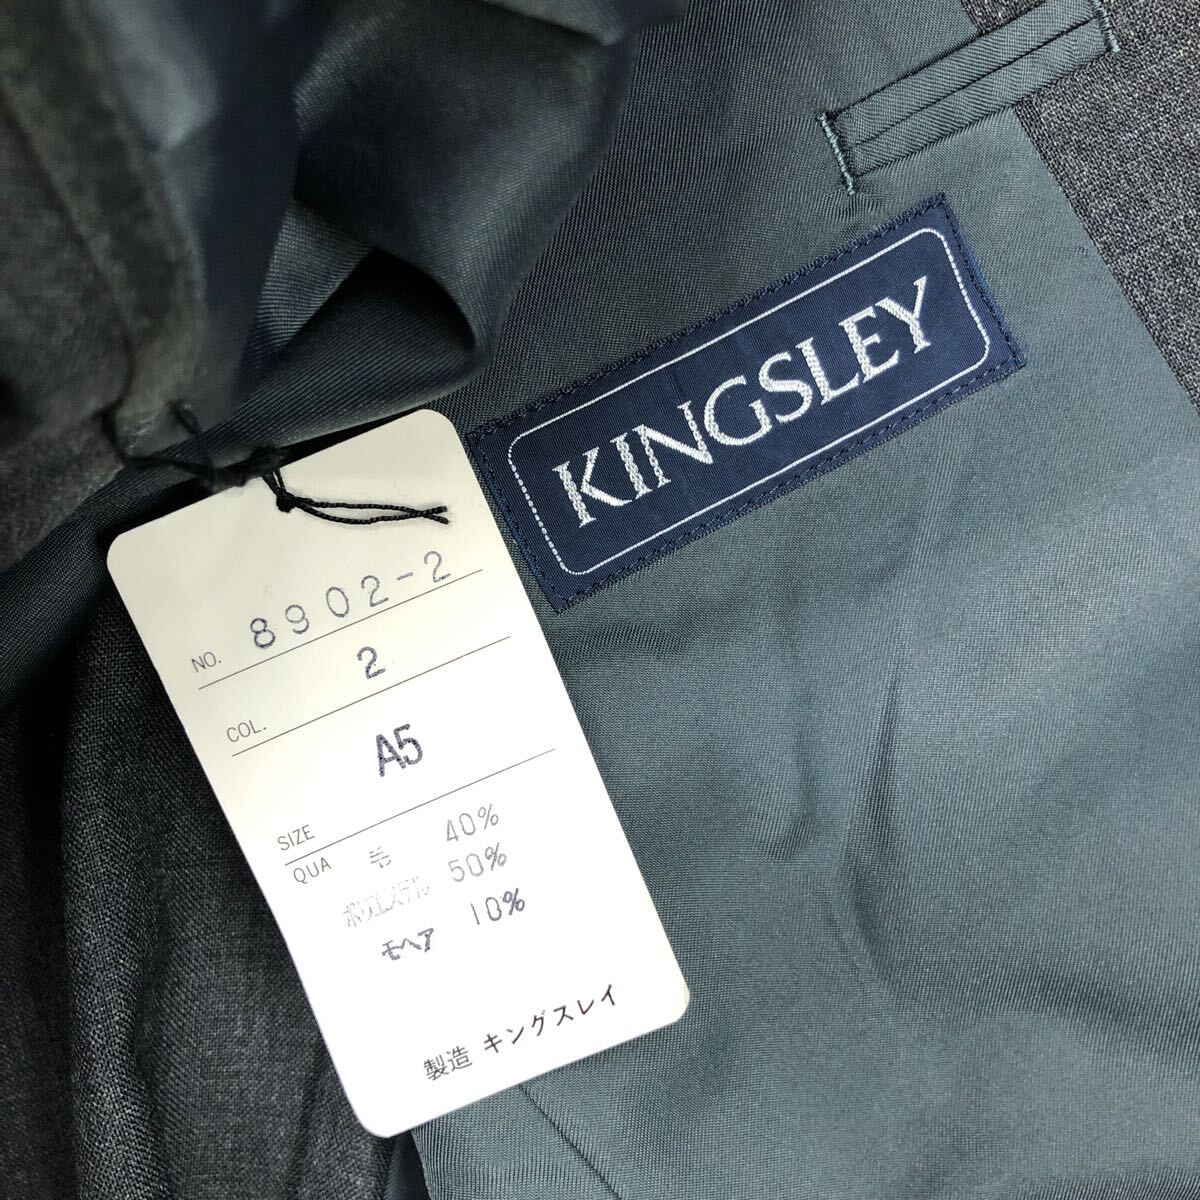 KINGSLEY
NO. 8902-2
2
COL.
A5
SIZE
QUA 毛 40%
ポリエステル 50%
モヘア 10%
製造 キングスレイ